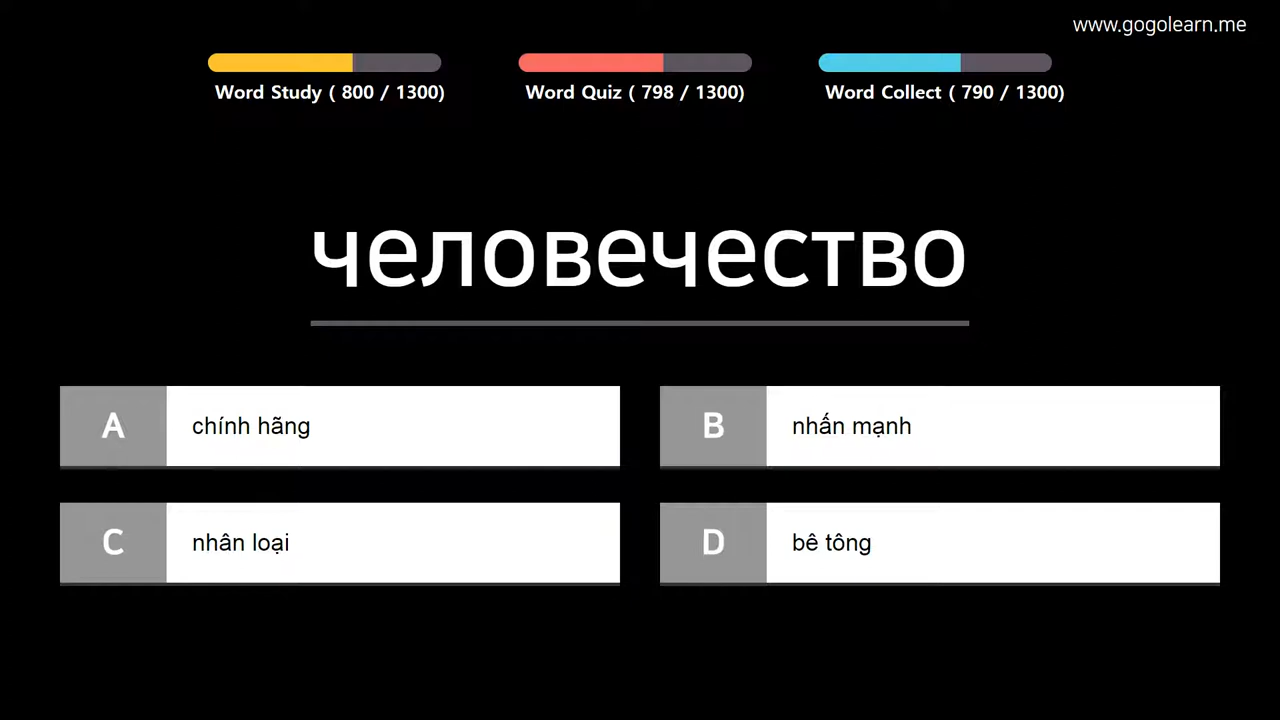 www.gogolearn.me
Word Study ( 800 / 1300)
Word Quiz ( 798 / 1300)
Word Collect ( 790 / 1300)
человечество
A chính hãng
B nhấn mạnh
C nhân loại
D bê tông